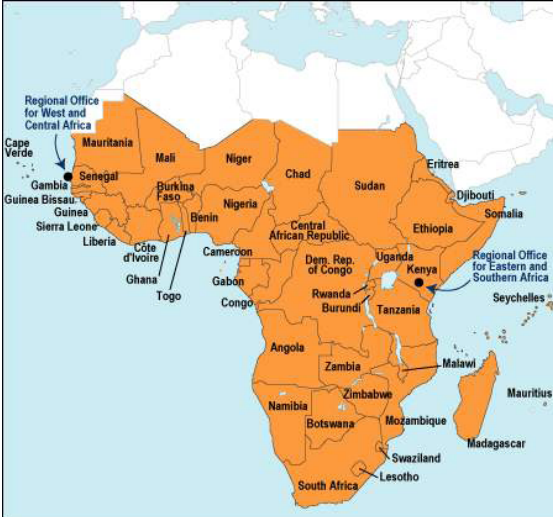 Regional Office
for West and
Central Africa
Cape
Verde
Mauritania
Mali
Niger
Chad
Sudan
Eritrea
Senegal
Gambia
Guinea Bissau
Guinea
Sierra Leone
Liberia
Côte
d'Ivoire
Burkina
Faso
Ghana
Togo
Benin
Nigeria
Cameroon
Central
African Republic
Djibouti
Ethiopia
Somalia
Gabon
Congo
Dem. Rep.
of Congo
Uganda
Kenya
Regional Office
for Eastern and
Southern Africa
Rwanda
Burundi
Tanzania
Seychelles
Angola
Zambia
Malawi
Zimbabwe
Mozambique
Mauritius
Namibia
Botswana
Madagascar
Swaziland
Lesotho
South Africa